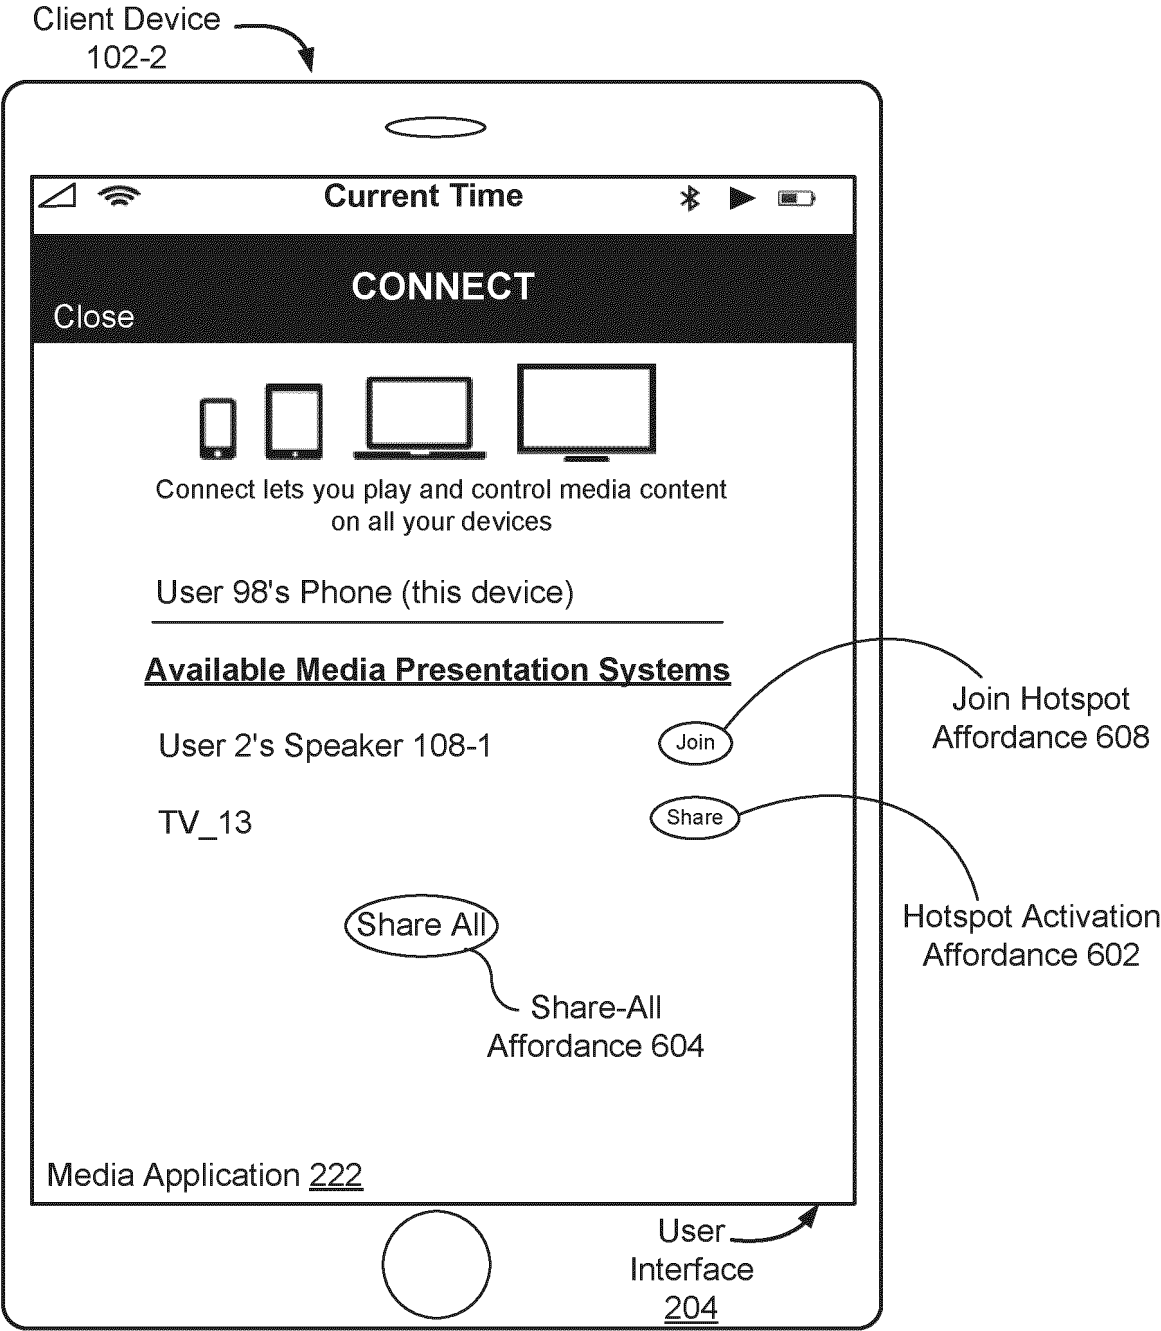 Client Device
102-2
Current Time
CONNECT
Close
Connect lets you play and control media content
on all your devices
User 98's Phone (this device)
Available Media Presentation Systems
User 2's Speaker 108-1
Join
Join Hotspot
Affordance 608
TV_13
Share
Hotspot Activation
Affordance 602
Share All
Share-All
Affordance 604
Media Application 222
User
Interface
204